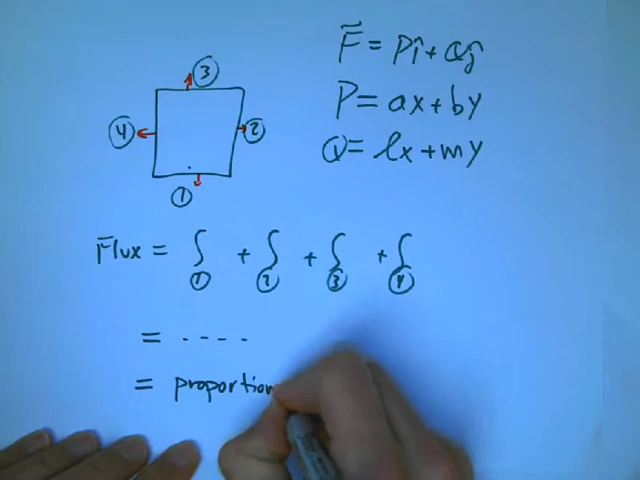 ③
F̄ = Pî + Qĵ
P = ax + by
④ ②
Q = lx + my
①
Flux = ∫① + ∫② + ∫③ + ∫④
= ----
= proportion